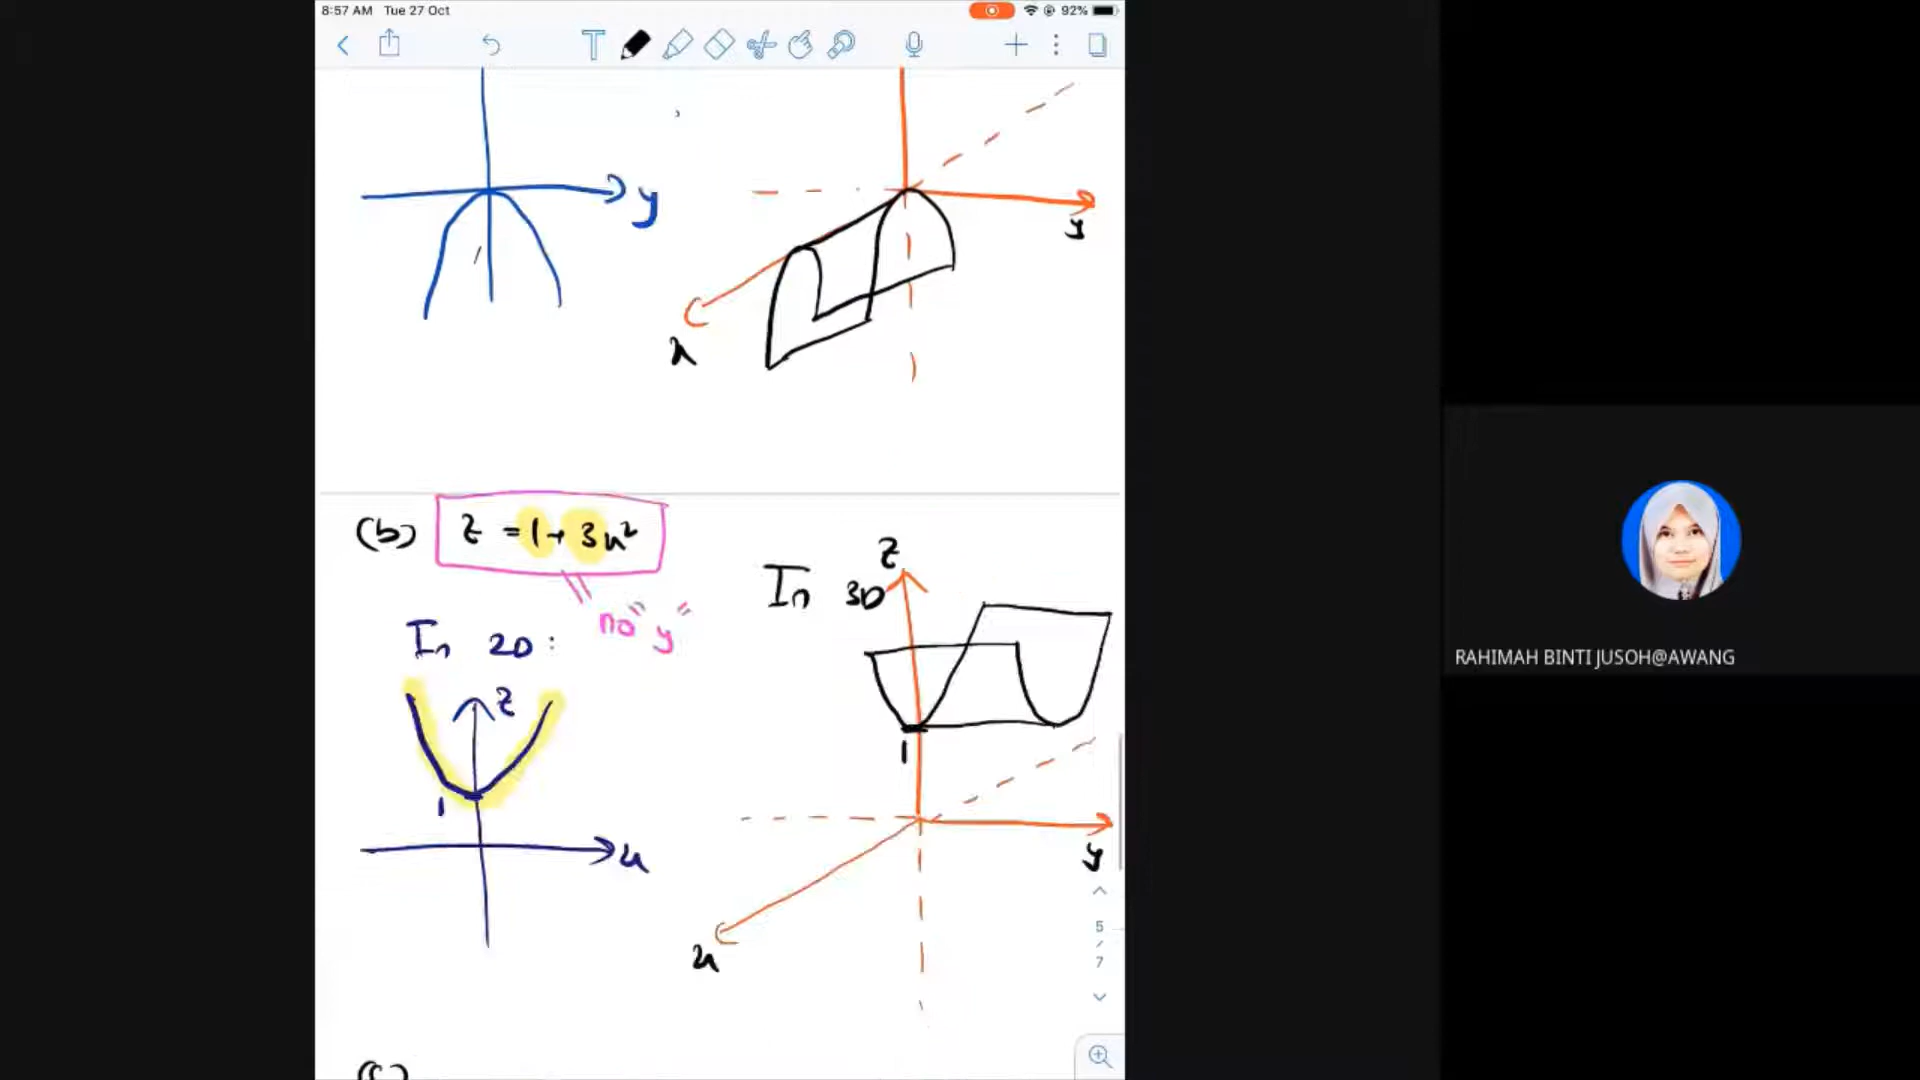 8:57 AM Tue 27 Oct
92%
T
y
y
x
(b) z = 1 + 3x²
no "y"
In 2D:
z
1
x
In 3D
z
1
y
x
5
/
7
(c)
RAHIMAH BINTI JUSOH@AWANG